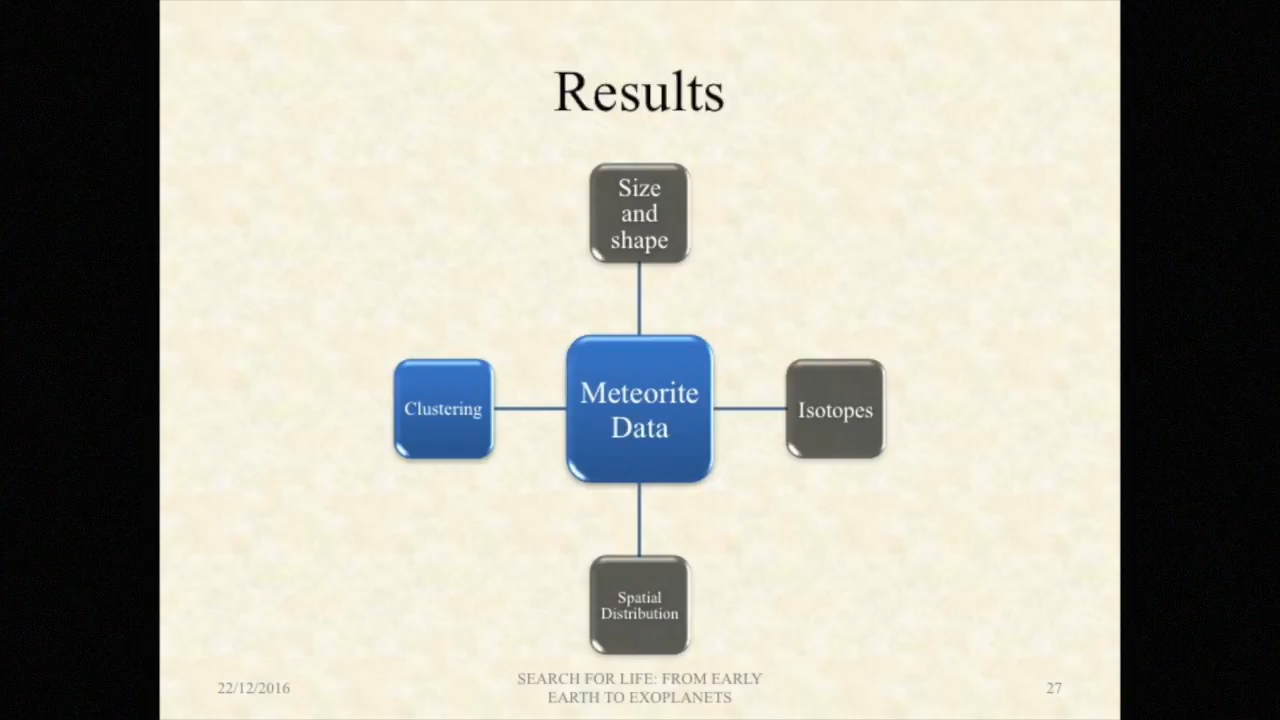 Results
Size
and
shape
Clustering
Meteorite
Data
Isotopes
Spatial
Distribution
22/12/2016
SEARCH FOR LIFE: FROM EARLY
EARTH TO EXOPLANETS
27